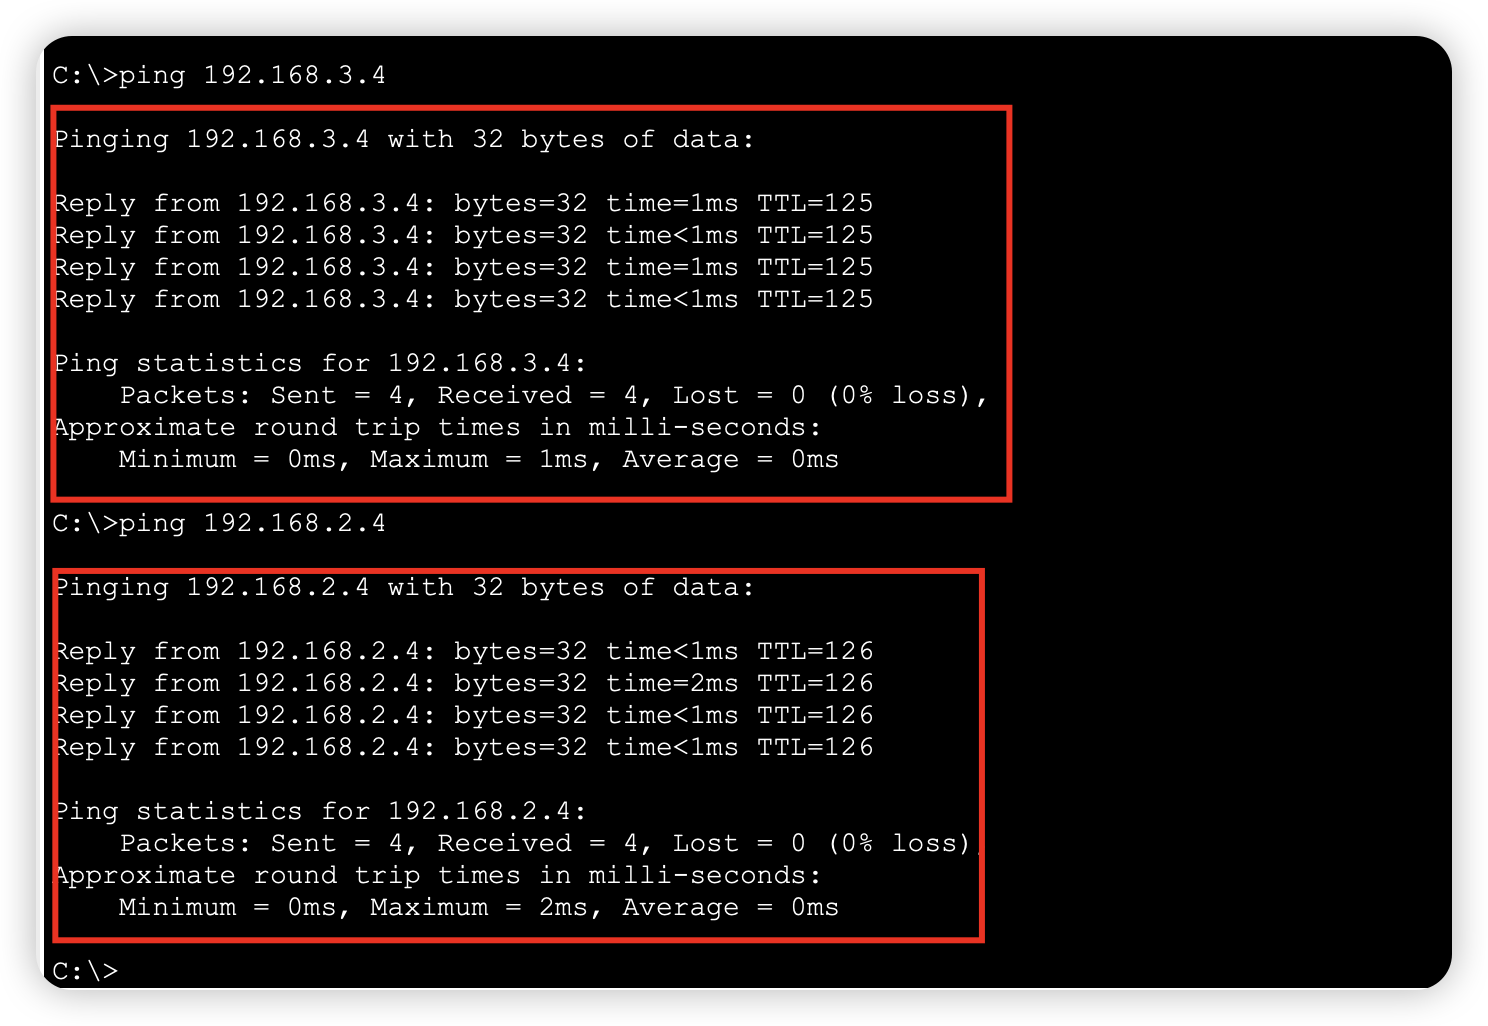 C:\>ping 192.168.3.4
Pinging 192.168.3.4 with 32 bytes of data:
Reply from 192.168.3.4: bytes=32 time=1ms TTL=125
Reply from 192.168.3.4: bytes=32 time<1ms TTL=125
Reply from 192.168.3.4: bytes=32 time=1ms TTL=125
Reply from 192.168.3.4: bytes=32 time<1ms TTL=125
Ping statistics for 192.168.3.4:
    Packets: Sent = 4, Received = 4, Lost = 0 (0% loss),
Approximate round trip times in milli-seconds:
    Minimum = 0ms, Maximum = 1ms, Average = 0ms
C:\>ping 192.168.2.4
Pinging 192.168.2.4 with 32 bytes of data:
Reply from 192.168.2.4: bytes=32 time<1ms TTL=126
Reply from 192.168.2.4: bytes=32 time=2ms TTL=126
Reply from 192.168.2.4: bytes=32 time<1ms TTL=126
Reply from 192.168.2.4: bytes=32 time<1ms TTL=126
Ping statistics for 192.168.2.4:
    Packets: Sent = 4, Received = 4, Lost = 0 (0% loss),
Approximate round trip times in milli-seconds:
    Minimum = 0ms, Maximum = 2ms, Average = 0ms
C:\>